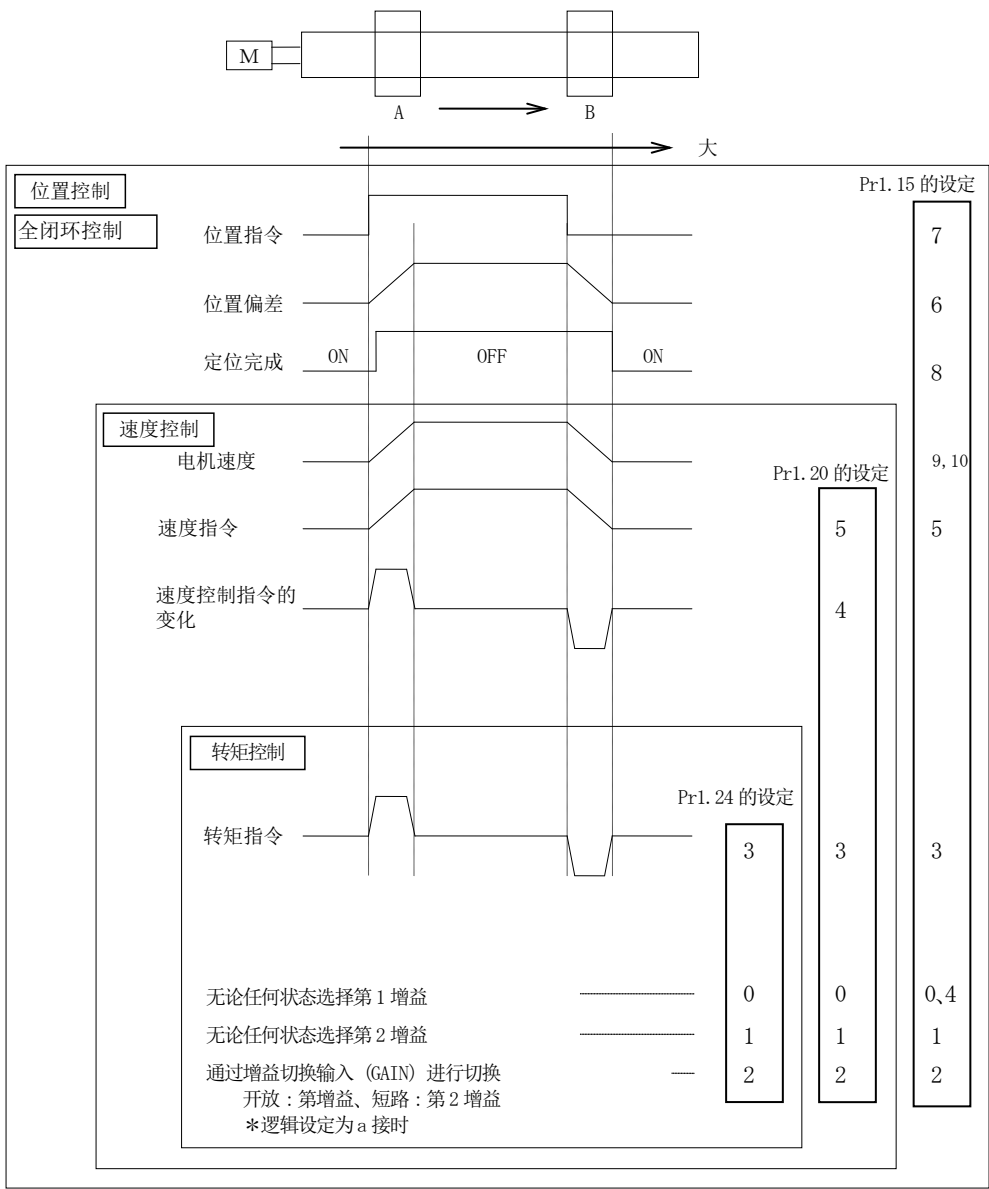 M
A
B
大
位置控制
Pr1.15 的设定
全闭环控制
位置指令
7
位置偏差
6
定位完成
ON
OFF
ON
8
速度控制
电机速度
9,10
Pr1.20 的设定
速度指令
5
5
速度控制指令的
变化
4
转矩控制
Pr1.24 的设定
转矩指令
3
3
3
无论任何状态选择第 1 增益
0
0
0、4
无论任何状态选择第 2 增益
1
1
1
通过增益切换输入 (GAIN) 进行切换
2
2
2
开放：第增益、短路：第 2 增益
＊逻辑设定为 a 接时